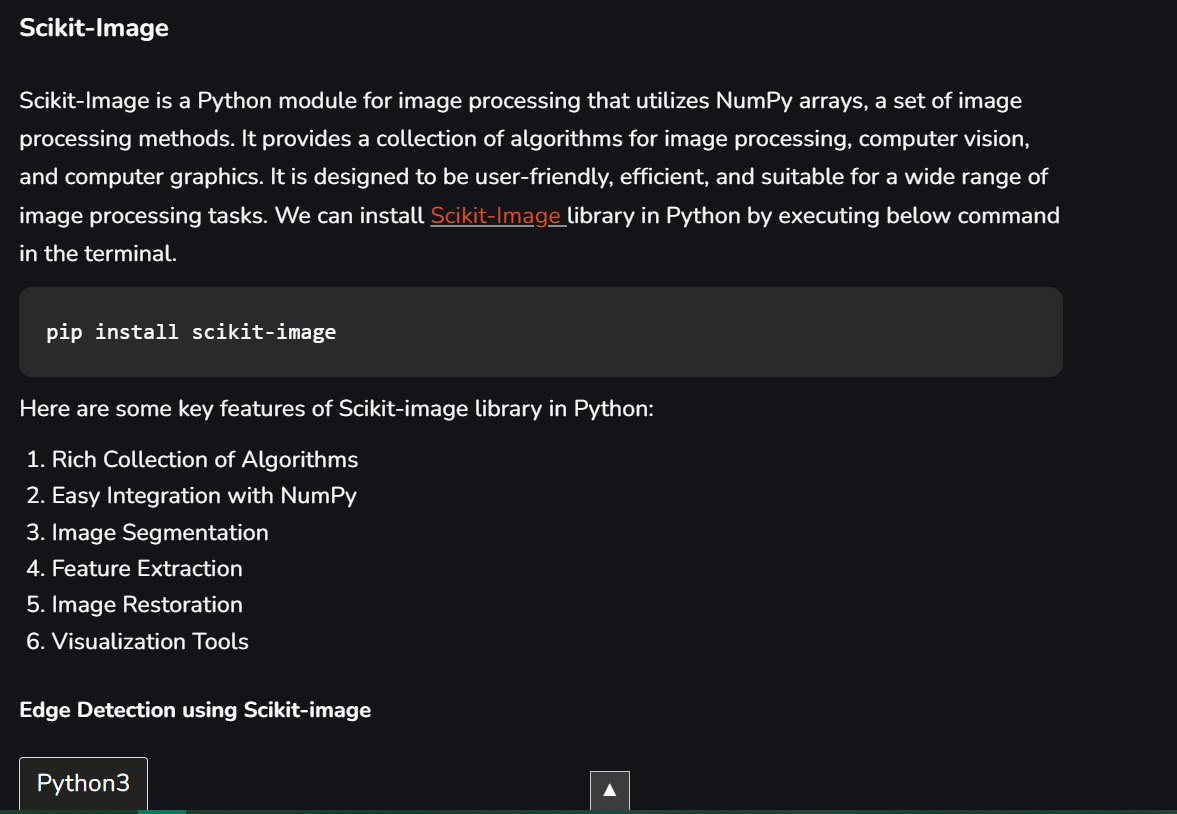 Scikit-Image
Scikit-Image is a Python module for image processing that utilizes NumPy arrays, a set of image
processing methods. It provides a collection of algorithms for image processing, computer vision,
and computer graphics. It is designed to be user-friendly, efficient, and suitable for a wide range of
image processing tasks. We can install Scikit-Image library in Python by executing below command
in the terminal.
pip install scikit-image
Here are some key features of Scikit-image library in Python:
1. Rich Collection of Algorithms
2. Easy Integration with NumPy
3. Image Segmentation
4. Feature Extraction
5. Image Restoration
6. Visualization Tools
Edge Detection using Scikit-image
Python3